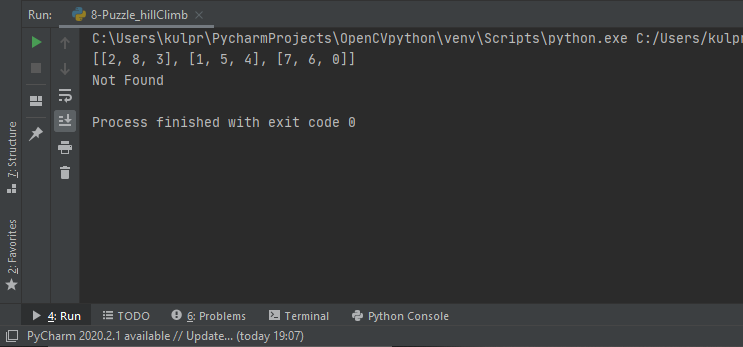 Run: 8-Puzzle_hillClimb
C:\Users\kulpr\PycharmProjects\OpenCVpython\venv\Scripts\python.exe C:/Users/kulpr
[[2, 8, 3], [1, 5, 4], [7, 6, 0]]
Not Found
Process finished with exit code 0
7: Structure
2: Favorites
4: Run TODO 6: Problems Terminal Python Console
PyCharm 2020.2.1 available // Update... (today 19:07)